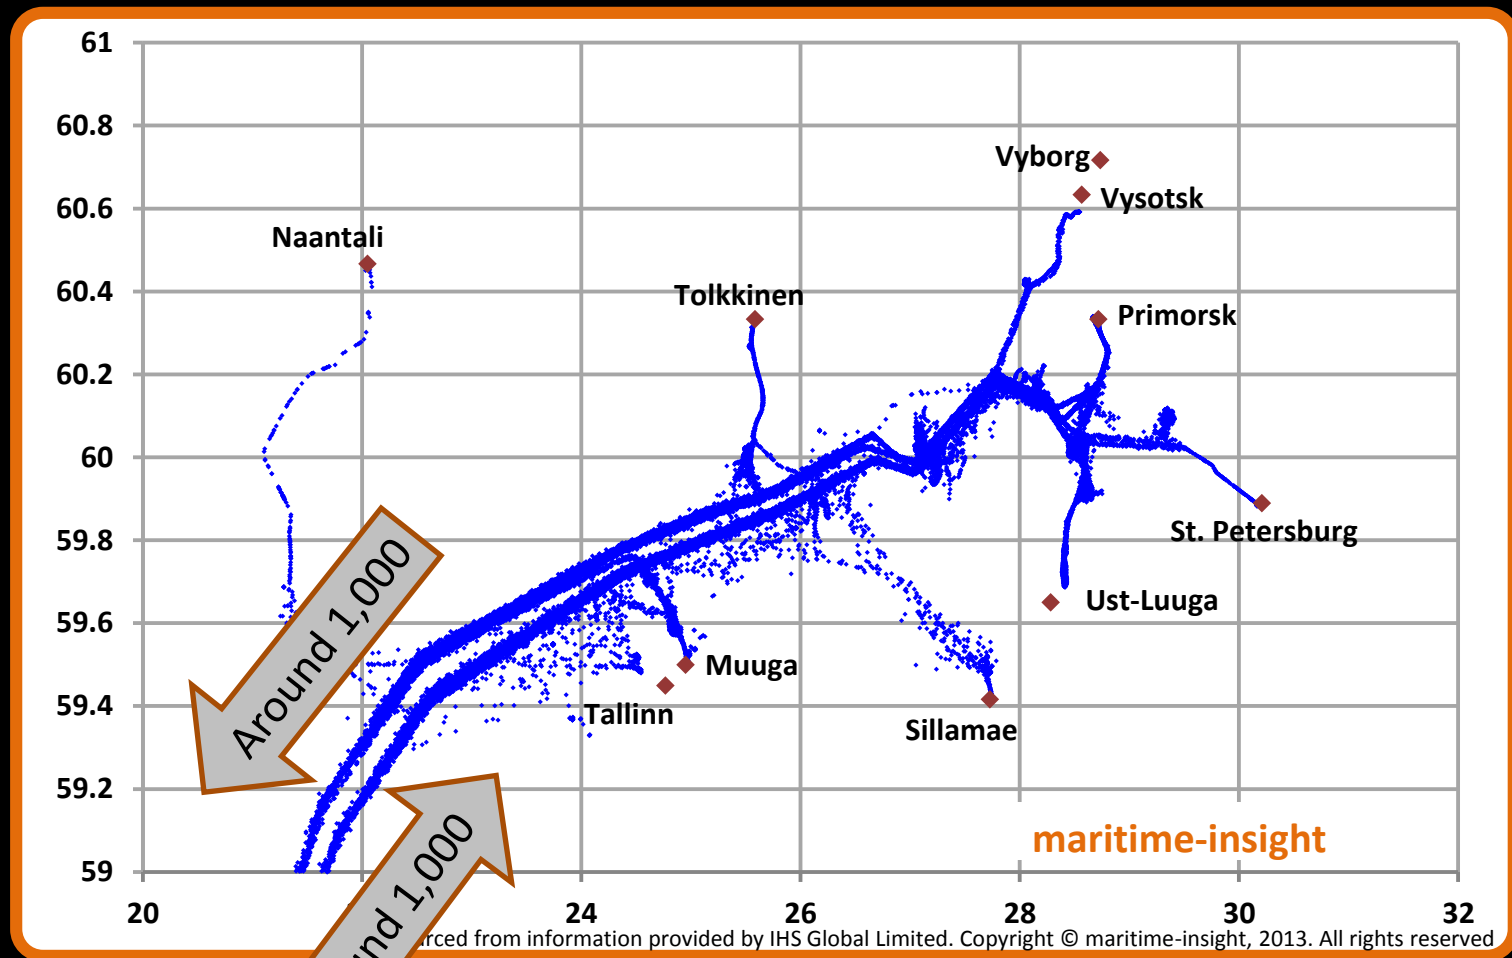 61
60.8
60.6
60.4
60.2
60
59.8
59.6
59.4
59.2
59
Vyborg
Vysotsk
Naantali
Tolkkinen
Primorsk
St. Petersburg
Ust-Luuga
Muuga
Tallinn
Sillamae
Around 1,000
1,000
maritime-insight
20
24
26
28
30
32
from information provided by IHS Global Limited. Copyright © maritime-insight, 2013. All rights reserved